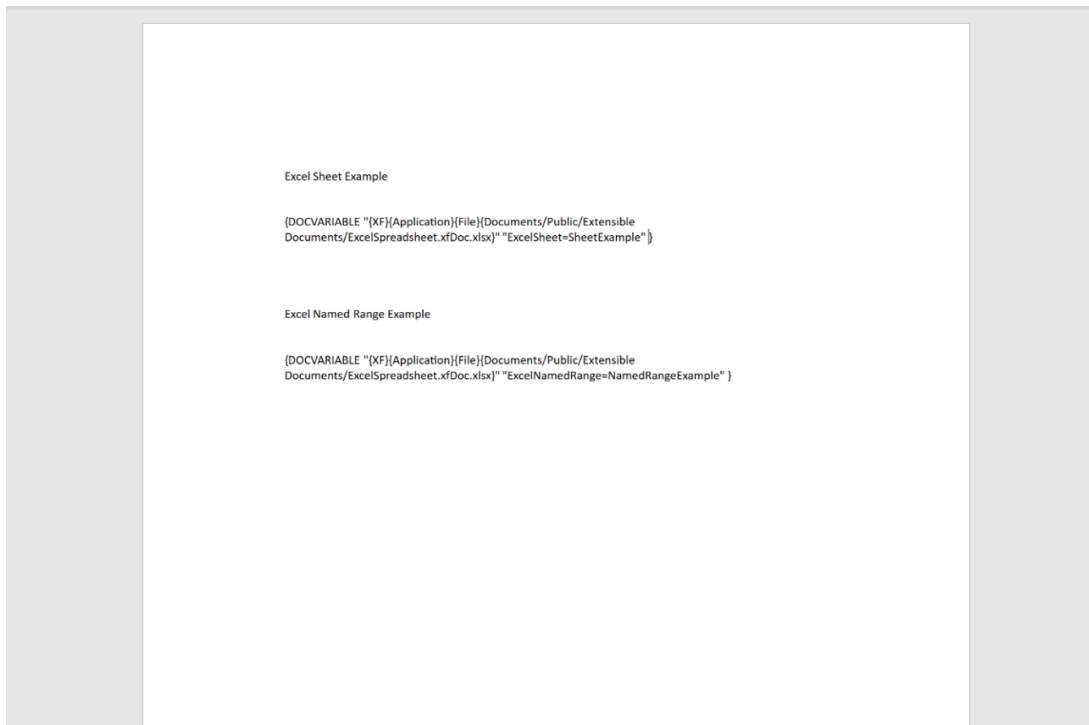 Excel Sheet Example
{DOCVARIABLE "{XF}{Application}{File}{Documents/Public/Extensible
Documents/ExcelSpreadsheet.xfDoc.xlsx}" "ExcelSheet=SheetExample" }
Excel Named Range Example
{DOCVARIABLE "{XF}{Application}{File}{Documents/Public/Extensible
Documents/ExcelSpreadsheet.xfDoc.xlsx}" "ExcelNamedRange=NamedRangeExample" }